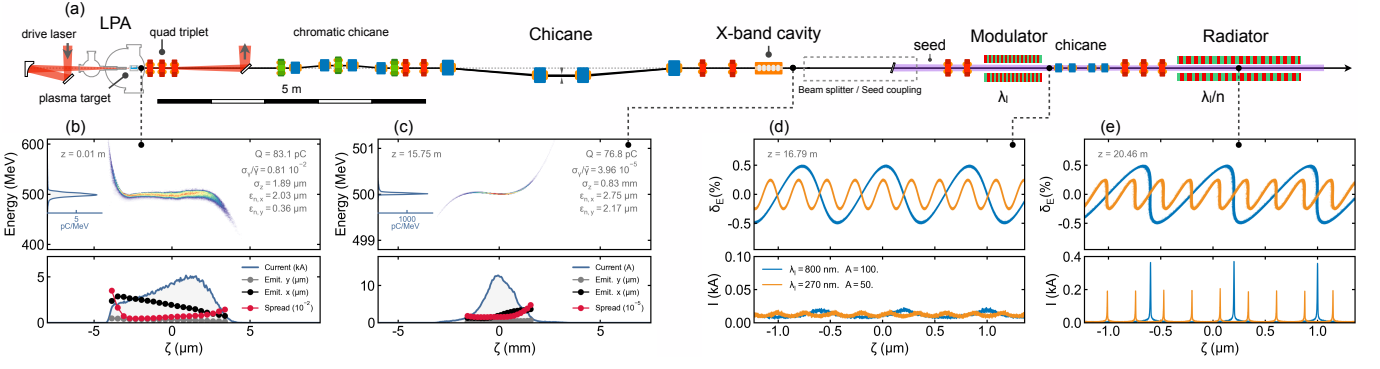 (a)
LPA
drive laser
quad triplet
chromatic chicane
Chicane
X-band cavity
seed
Modulator
chicane
Radiator
plasma target
5 m
Beam splitter / Seed coupling
λₗ
λₗ/n
(b)
z = 0.01 m
Q = 83.1 pC
σγ/γ̄ = 0.81 10⁻²
σz = 1.89 μm
εn,x = 2.03 μm
εn,y = 0.36 μm
Energy (MeV)
600
500
400
5
pC/MeV
Current (kA)
Emit. y (μm)
Emit. x (μm)
Spread (10⁻²)
10
5
0
−5
0
5
ζ (μm)
(c)
z = 15.75 m
Q = 76.8 pC
σγ/γ̄ = 3.96 10⁻⁵
σz = 0.83 mm
εn,x = 2.75 μm
εn,y = 2.17 μm
Energy (MeV)
501
500
499
1000
pC/MeV
Current (A)
Emit. y (μm)
Emit. x (μm)
Spread (10⁻⁵)
10
0
−5
0
5
ζ (mm)
(d)
z = 16.79 m
δE(%)
0.5
0.0
-0.5
λₗ = 800 nm. A = 100.
λₗ = 270 nm. A = 50.
I (kA)
0.10
0.05
0.00
-1.0
-0.5
0.0
0.5
1.0
ζ (μm)
(e)
z = 20.46 m
δE(%)
0.5
0.0
-0.5
I (kA)
0.4
0.2
0.0
-1.0
-0.5
0.0
0.5
1.0
ζ (μm)